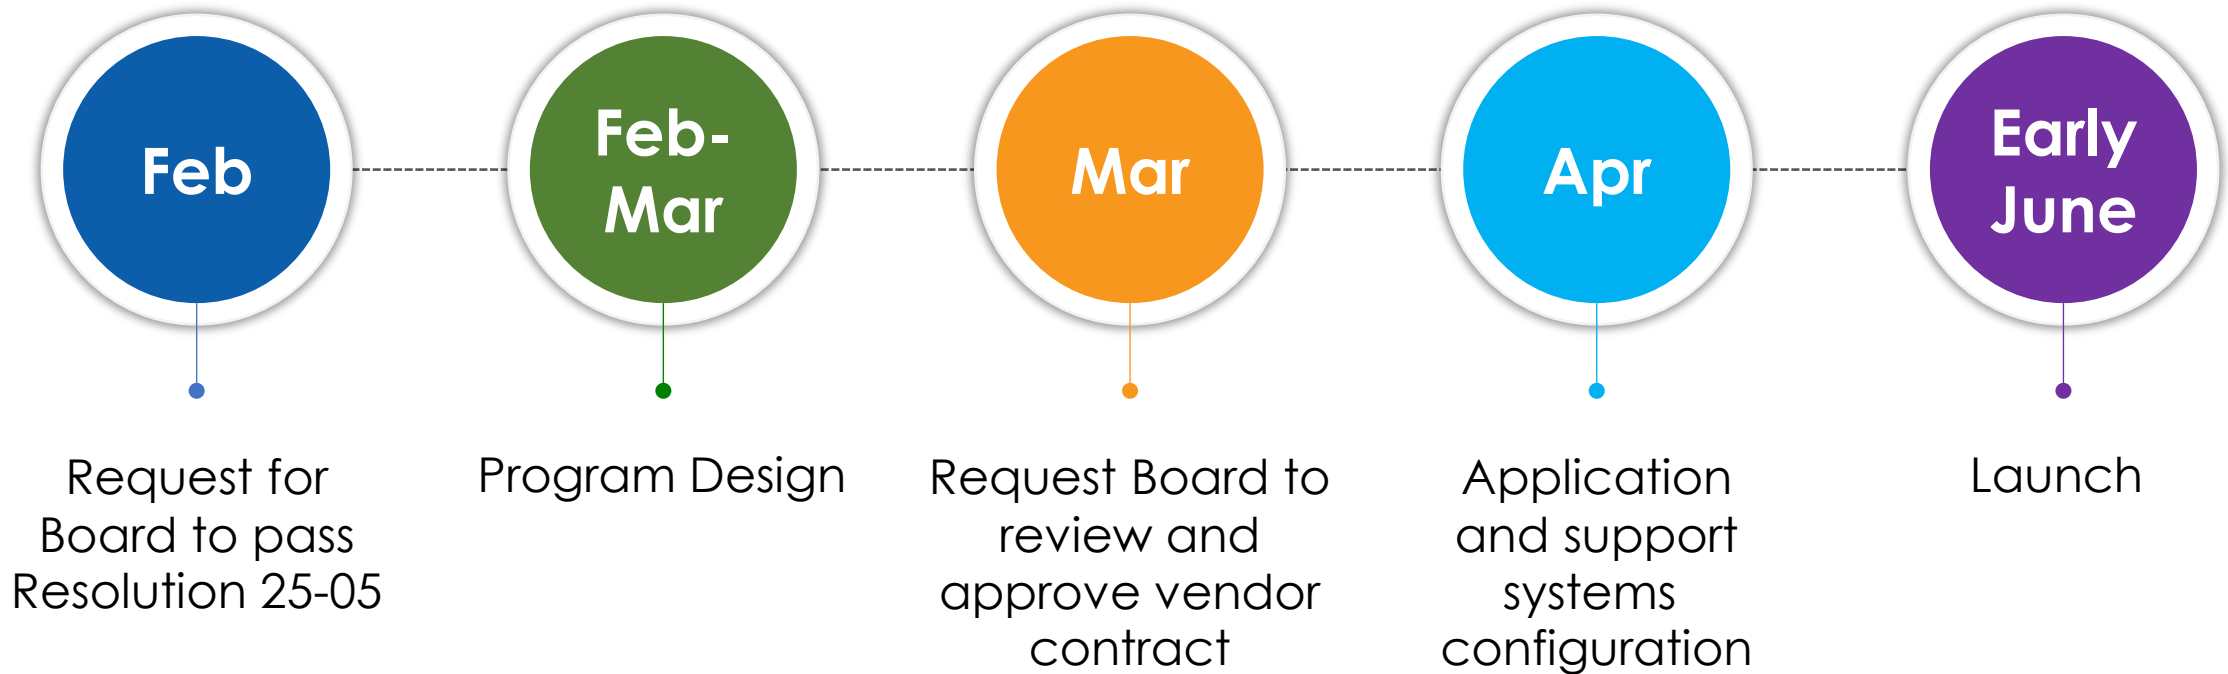 Feb
Feb-
Mar
Mar
Apr
Early
June
Request for
Board to pass
Resolution 25-05
Program Design
Request Board to
review and
approve vendor
contract
Application
and support
systems
configuration
Launch